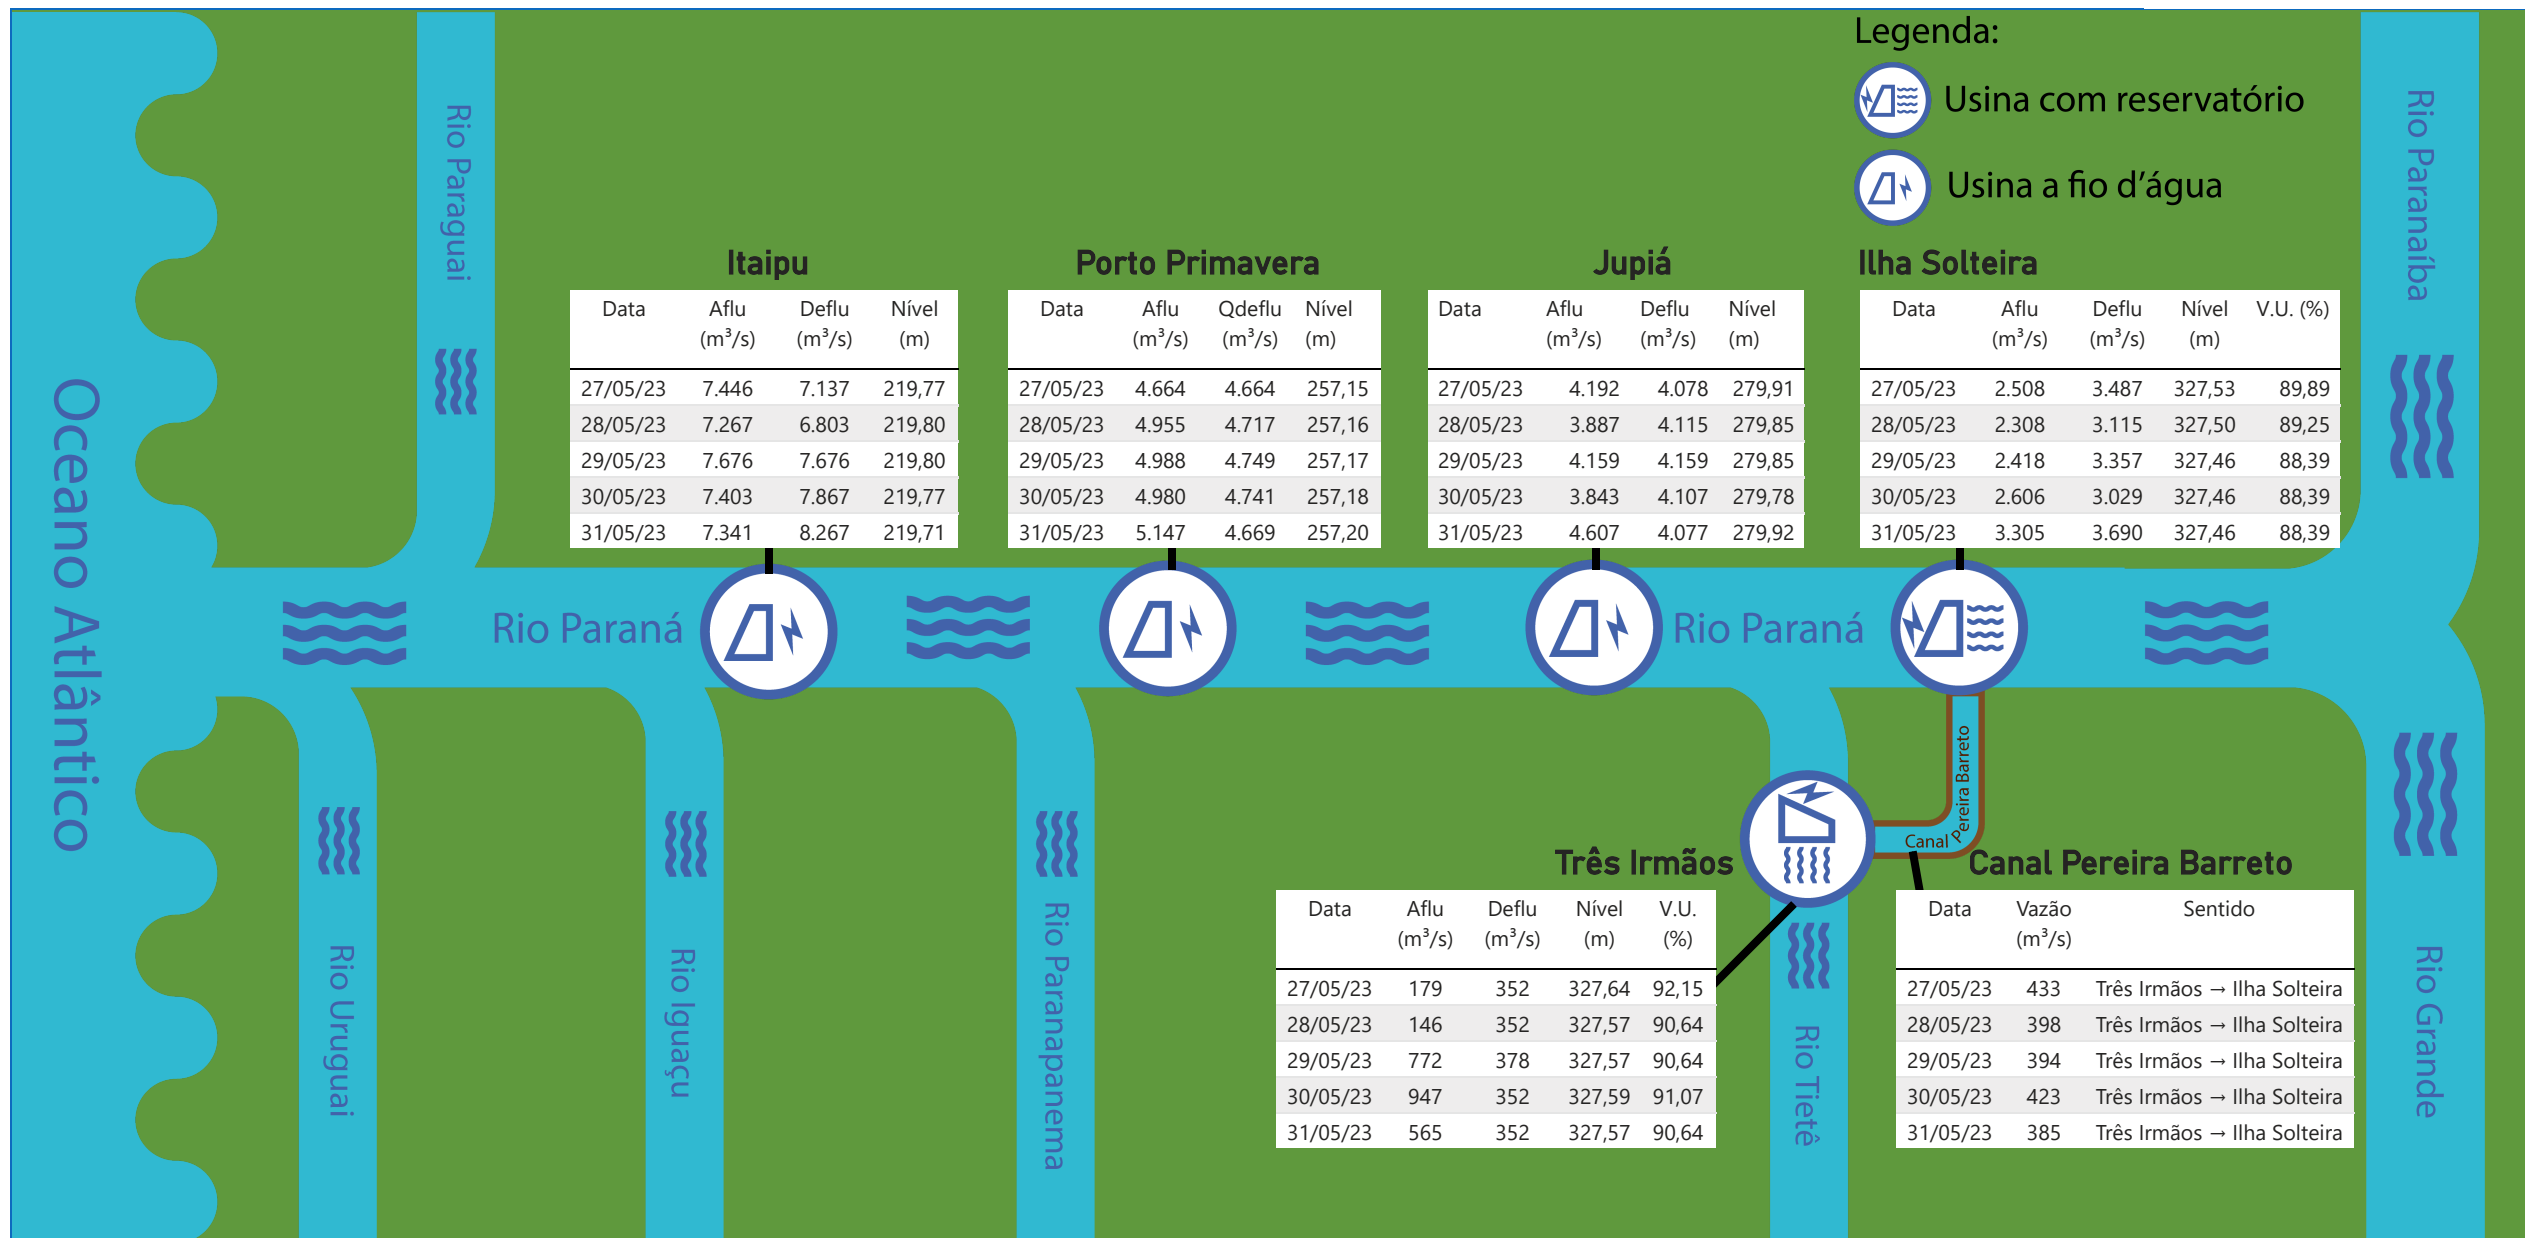 Legenda:
Usina com reservatório
Usina a fio d’água
Rio Paraguai
Rio Paranaíba
Oceano Atlântico
Itaipu
Data Aflu Deflu Nível
(m³/s) (m³/s) (m)
27/05/23 7.446 7.137 219,77
28/05/23 7.267 6.803 219,80
29/05/23 7.676 7.676 219,80
30/05/23 7.403 7.867 219,77
31/05/23 7.341 8.267 219,71
Porto Primavera
Data Aflu Qdeflu Nível
(m³/s) (m³/s) (m)
27/05/23 4.664 4.664 257,15
28/05/23 4.955 4.717 257,16
29/05/23 4.988 4.749 257,17
30/05/23 4.980 4.741 257,18
31/05/23 5.147 4.669 257,20
Jupiá
Data Aflu Deflu Nível
(m³/s) (m³/s) (m)
27/05/23 4.192 4.078 279,91
28/05/23 3.887 4.115 279,85
29/05/23 4.159 4.159 279,85
30/05/23 3.843 4.107 279,78
31/05/23 4.607 4.077 279,92
Ilha Solteira
Data Aflu Deflu Nível V.U. (%)
(m³/s) (m³/s) (m)
27/05/23 2.508 3.487 327,53 89,89
28/05/23 2.308 3.115 327,50 89,25
29/05/23 2.418 3.357 327,46 88,39
30/05/23 2.606 3.029 327,46 88,39
31/05/23 3.305 3.690 327,46 88,39
Rio Paraná
Rio Paraná
Canal Pereira Barreto
Três Irmãos
Data Aflu Deflu Nível V.U.
(m³/s) (m³/s) (m) (%)
27/05/23 179 352 327,64 92,15
28/05/23 146 352 327,57 90,64
29/05/23 772 378 327,57 90,64
30/05/23 947 352 327,59 91,07
31/05/23 565 352 327,57 90,64
Canal Pereira Barreto
Data Vazão Sentido
(m³/s)
27/05/23 433 Três Irmãos → Ilha Solteira
28/05/23 398 Três Irmãos → Ilha Solteira
29/05/23 394 Três Irmãos → Ilha Solteira
30/05/23 423 Três Irmãos → Ilha Solteira
31/05/23 385 Três Irmãos → Ilha Solteira
Rio Uruguai
Rio Iguaçu
Rio Paranapanema
Rio Tietê
Rio Grande